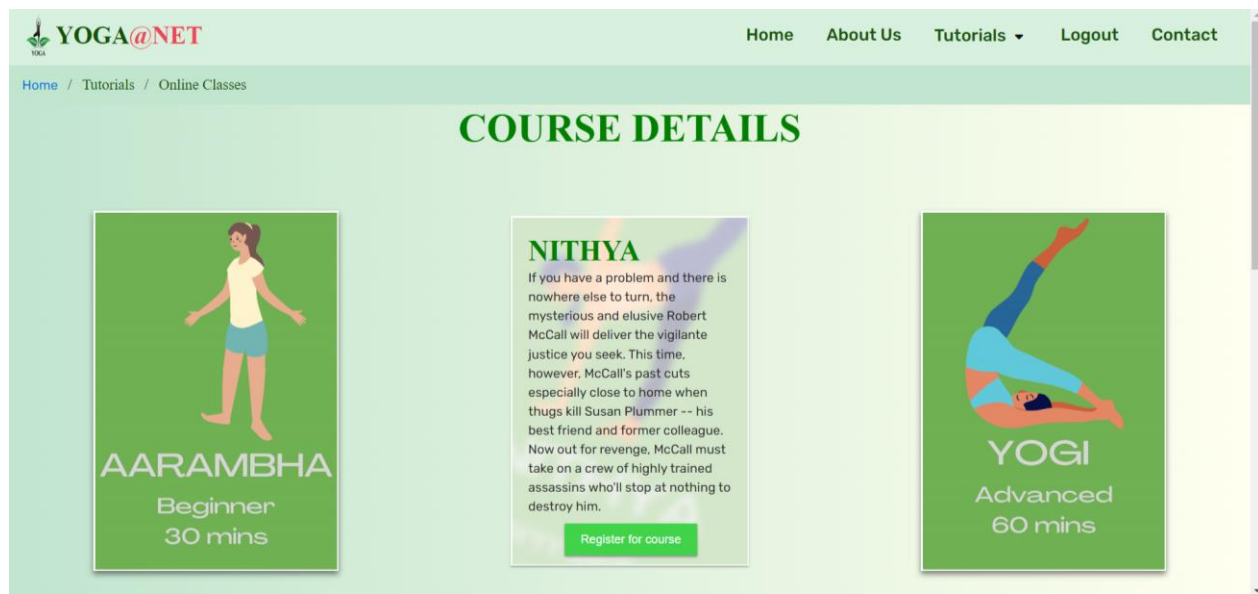 YOGA
YOGA@NET
Home About Us Tutorials Logout Contact
Home / Tutorials / Online Classes
COURSE DETAILS
AARAMBHA
Beginner
30 mins
NITHYA
If you have a problem and there is
nowhere else to turn, the
mysterious and elusive Robert
McCall will deliver the vigilante
justice you seek. This time,
however, McCall's past cuts
especially close to home when
thugs kill Susan Plummer -- his
best friend and former colleague.
Now out for revenge, McCall must
take on a crew of highly trained
assassins who'll stop at nothing to
destroy him.
Register for course
YOGI
Advanced
60 mins